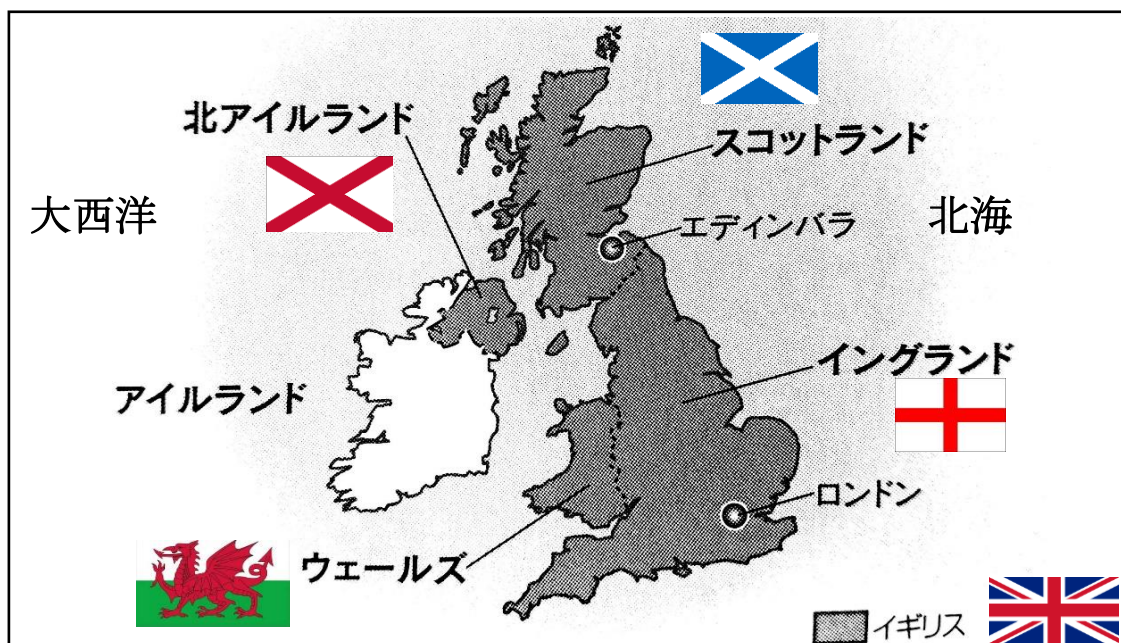 北アイルランド
スコットランド
大西洋
北海
エディンバラ
イングランド
アイルランド
ロンドン
ウェールズ
イギリス